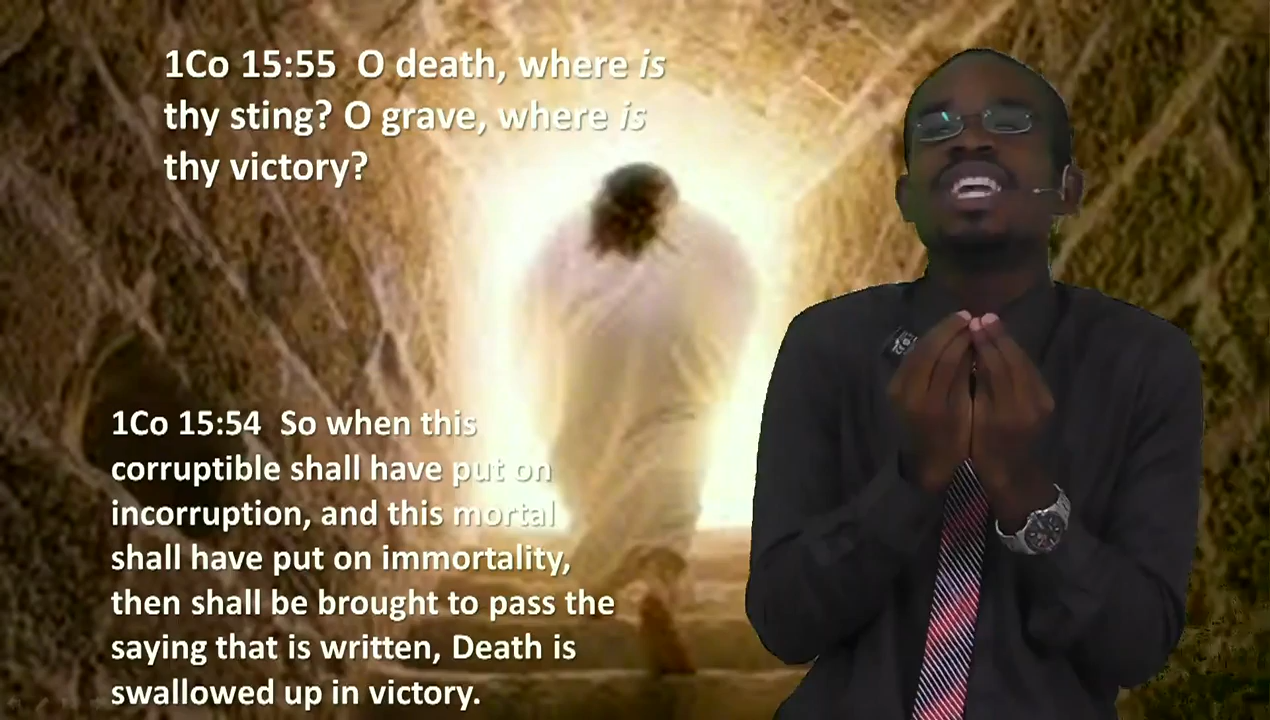 1Co 15:55 O death, where is
thy sting? O grave, where is
thy victory?
1Co 15:54 So when this
corruptible shall have put on
incorruption, and this mortal
shall have put on immortality,
then shall be brought to pass the
saying that is written, Death is
swallowed up in victory.